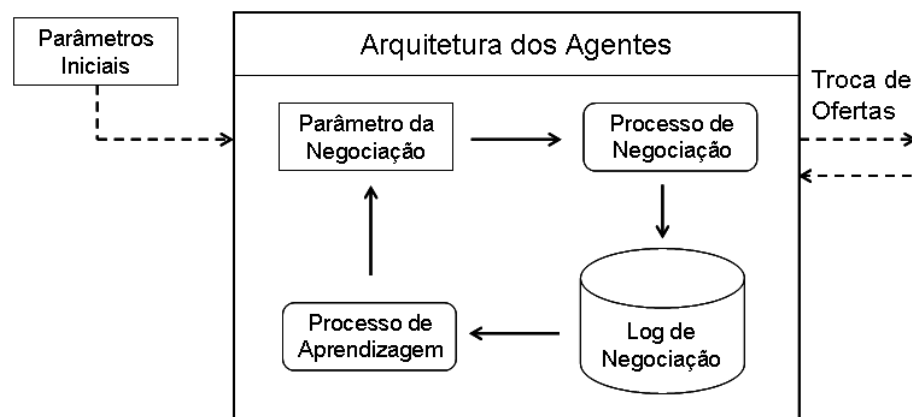 Parâmetros
Iniciais
Arquitetura dos Agentes
Troca de
Ofertas
Parâmetro da
Negociação
Processo de
Negociação
Processo de
Aprendizagem
Log de
Negociação